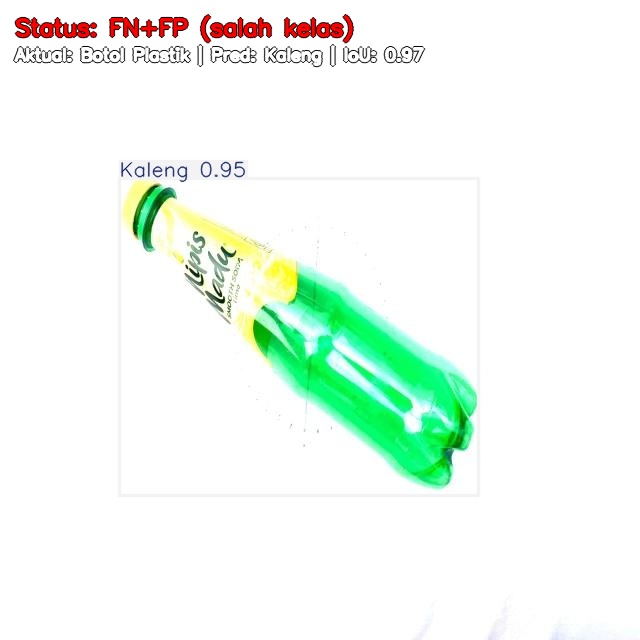 Status: FN+FP (salah kelas)
Aktual: Botol Plastik | Pred: Kaleng | IoU: 0.97
Kaleng 0.95
Nipis
Madu
SMOOTH SODA